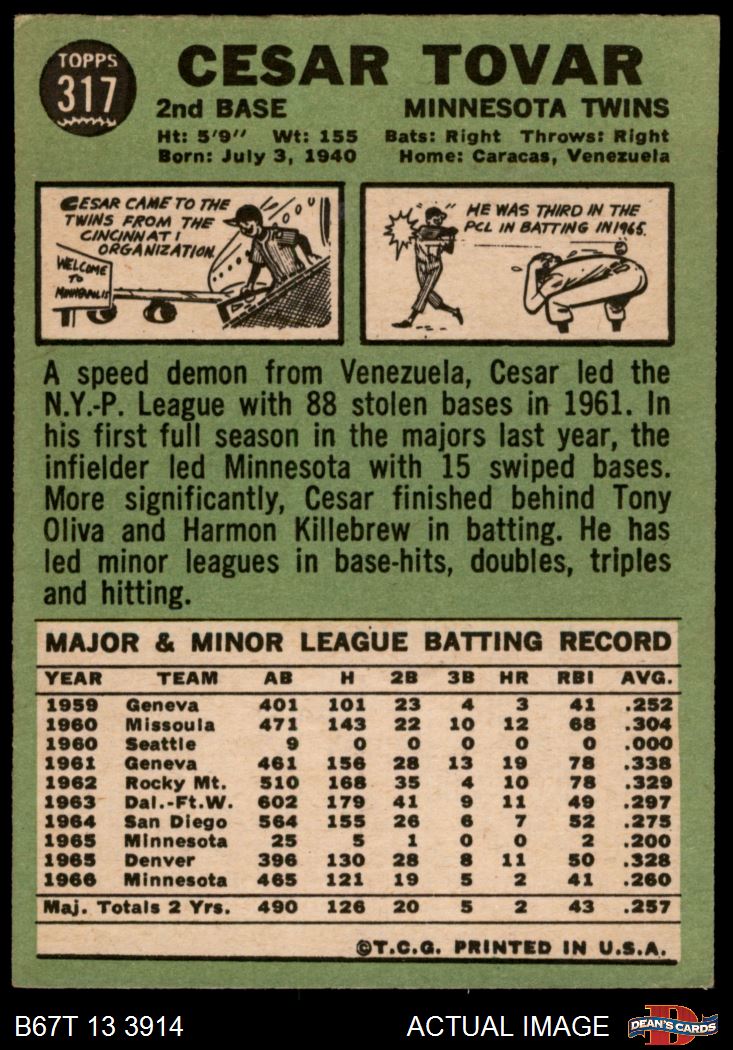 TOPPS
317
CESAR TOVAR
2nd BASE MINNESOTA TWINS
Ht: 5'9" Wt: 155 Bats: Right Throws: Right
Born: July 3, 1940 Home: Caracas, Venezuela
CESAR CAME TO THE
TWINS FROM THE
CINCINNATI
ORGANIZATION.
WELCOME
TO
MINNEAPOLIS
HE WAS THIRD IN THE
PCL IN BATTING IN 1965.
A speed demon from Venezuela, Cesar led the
N.Y.-P. League with 88 stolen bases in 1961. In
his first full season in the majors last year, the
infielder led Minnesota with 15 swiped bases.
More significantly, Cesar finished behind Tony
Oliva and Harmon Killebrew in batting. He has
led minor leagues in base-hits, doubles, triples
and hitting.
MAJOR & MINOR LEAGUE BATTING RECORD
YEAR TEAM AB H 2B 3B HR RBI AVG.
1959 Geneva 401 101 23 4 3 41 .252
1960 Missoula 471 143 22 10 12 68 .304
1960 Seattle 9 0 0 0 0 0 .000
1961 Geneva 461 156 28 13 19 78 .338
1962 Rocky Mt. 510 168 35 4 10 78 .329
1963 Dal.-Ft.W. 602 179 41 9 11 49 .297
1964 San Diego 564 155 26 6 7 52 .275
1965 Minnesota 25 5 1 0 0 2 .200
1965 Denver 396 130 28 8 11 50 .328
1966 Minnesota 465 121 19 5 2 41 .260
Maj. Totals 2 Yrs. 490 126 20 5 2 43 .257
©T.C.G. PRINTED IN U.S.A.
B67T 13 3914 ACTUAL IMAGE D DEAN'S CARDS